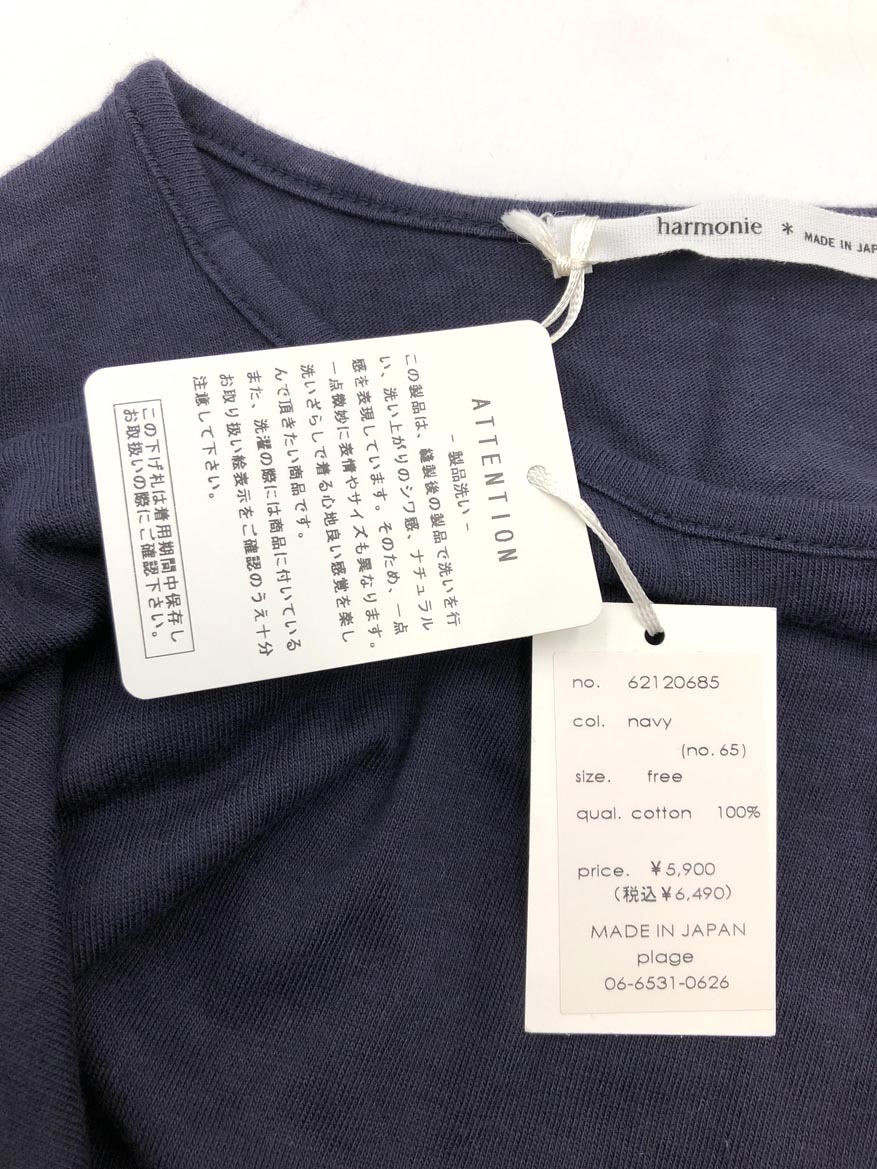 harmonie * MADE IN JAP
ATTENTION
- 製品洗い -
この製品は、縫製後の製品で洗いを行
い、洗い上がりのシワ感、ナチュラル
感を表現しています。そのため、一点
一点微妙に表情やサイズも異なります。
洗いざらしで着る心地良い感覚を楽し
んで頂きたい商品です。
また、洗濯の際には商品に付いている
お取り扱い絵表示をご確認のうえ十分
注意して下さい。
この下げ札は着用期間中保存し
お取扱いの際にご確認下さい。
no. 62120685
col. navy
(no. 65)
size. free
qual. cotton 100%
price. ¥5,900
(税込¥6,490)
MADE IN JAPAN
plage
06-6531-0626